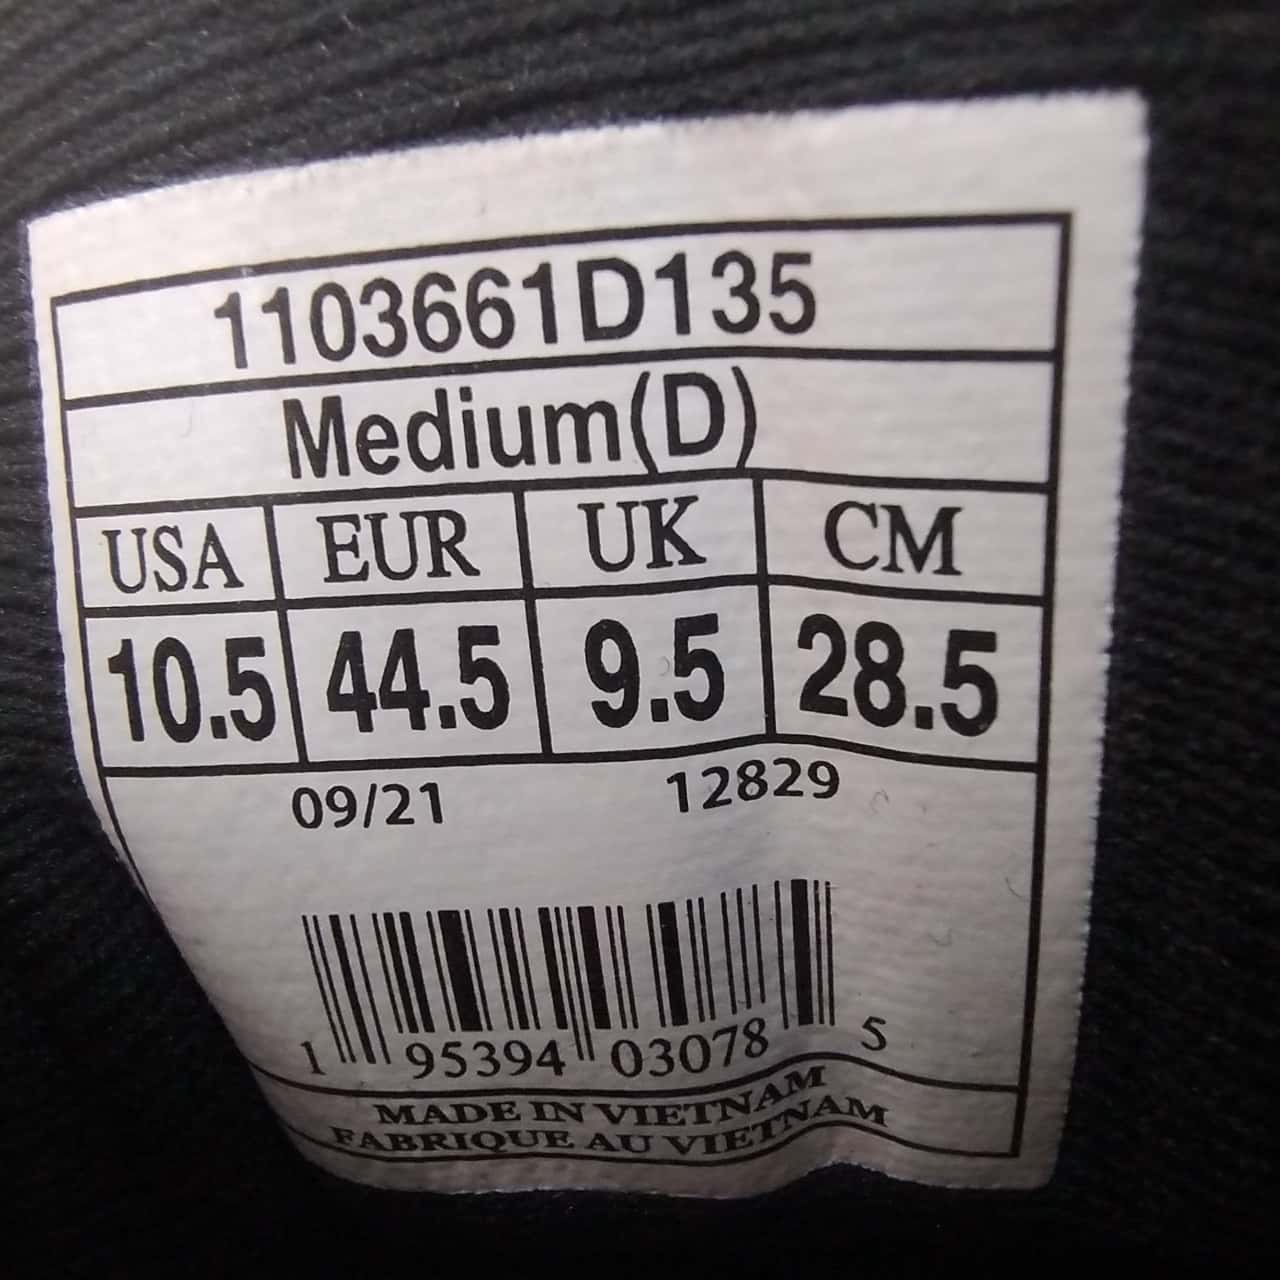 1103661D135
Medium(D)
USA EUR UK CM
10.5 44.5 9.5 28.5
09/21 12829
1 95394 03078 5
MADE IN VIETNAM
FABRIQUE AU VIETNAM